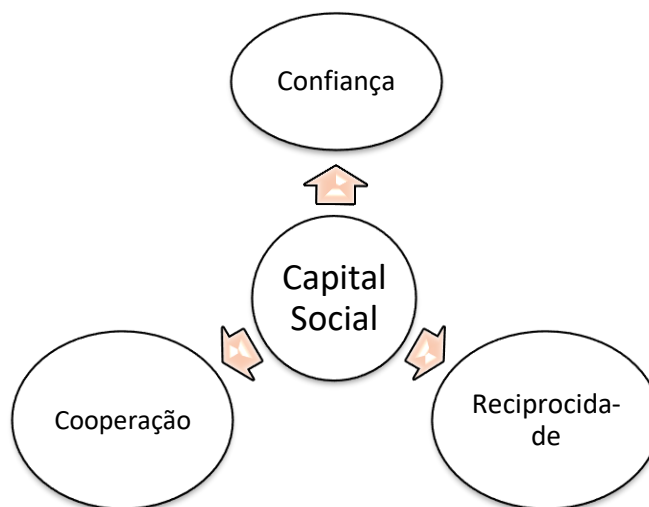 Confiança
Capital
Social
Cooperação
Reciprocida-
de